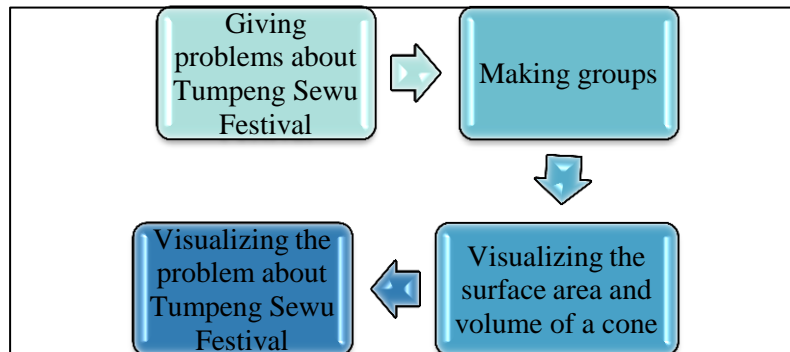 Giving
problems about
Tumpeng Sewu
Festival
Making groups
Visualizing the
surface area and
volume of a cone
Visualizing the
problem about
Tumpeng Sewu
Festival